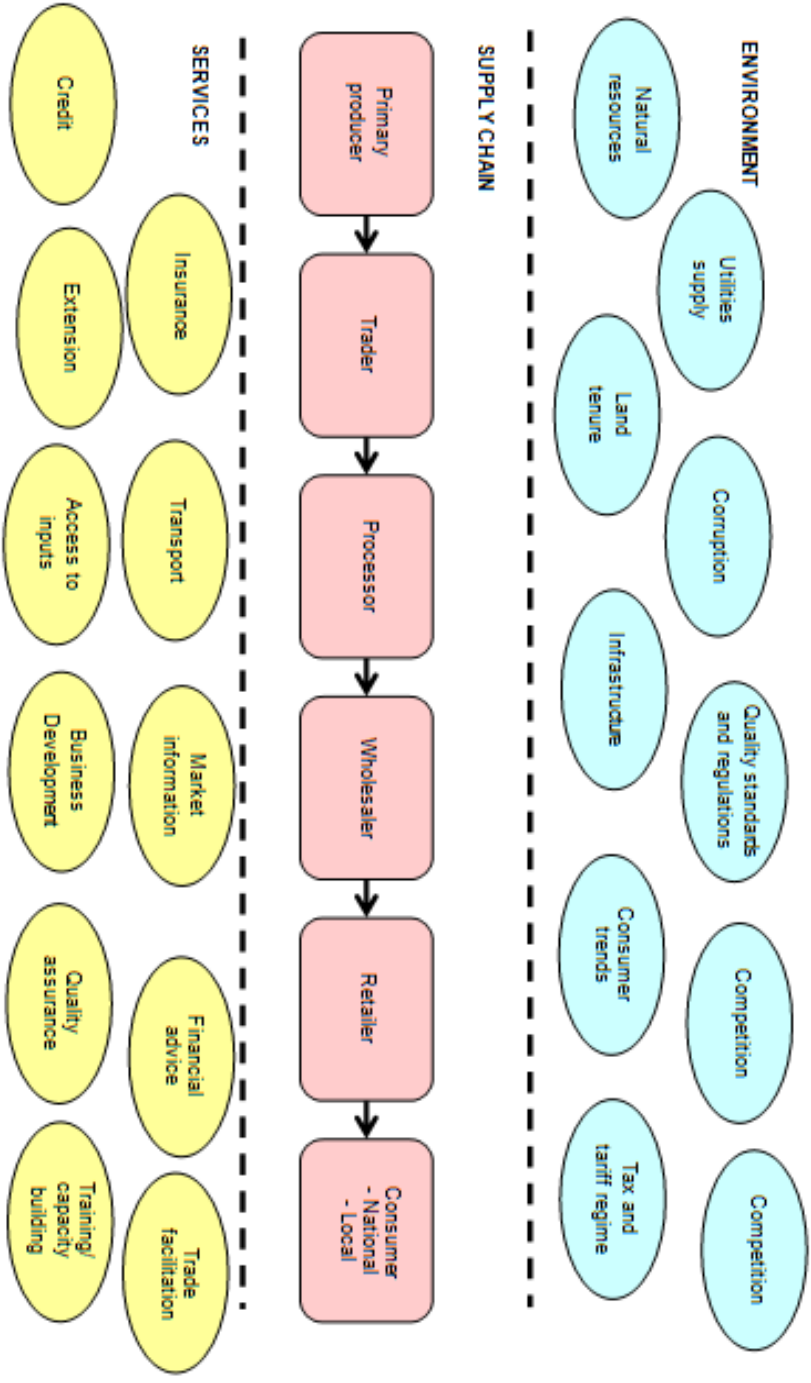 ENVIRONMENT
Natural
resources
Utilities
supply
Land
tenure
Corruption
Infrastructure
Quality standards
and regulations
Consumer
trends
Competition
Tax and
tariff regime
Competition
SUPPLY CHAIN
Primary
producer
Trader
Processor
Wholesaler
Retailer
Consumer
- National
- Local
SERVICES
Credit
Insurance
Extension
Transport
Access to
inputs
Market
information
Business
Development
Financial
advice
Quality
assurance
Trade
facilitation
Training/
capacity
building